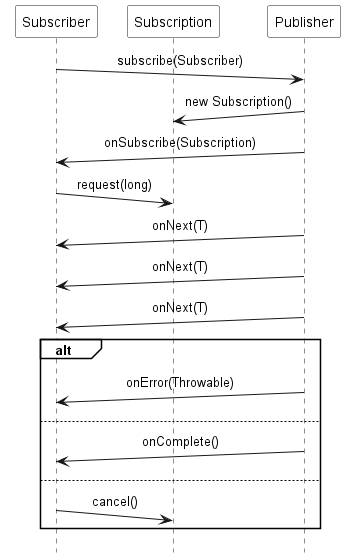 Subscriber
Subscription
Publisher
subscribe(Subscriber)
new Subscription()
onSubscribe(Subscription)
request(long)
onNext(T)
onNext(T)
onNext(T)
alt
onError(Throwable)
onComplete()
cancel()